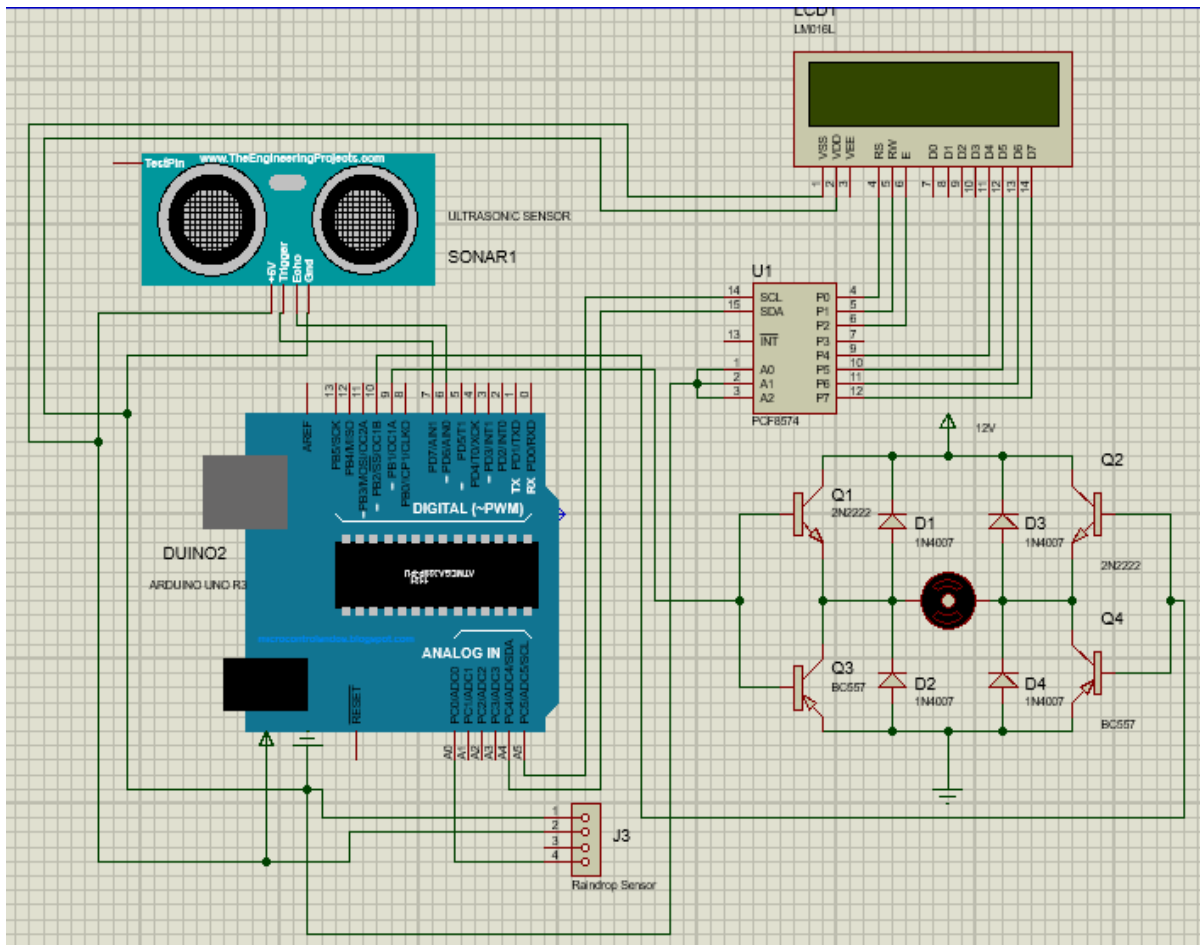 LCD1
LM016L
VSS
VDD
VEE
RS
RW
E
D0
D1
D2
D3
D4
D5
D6
D7
1
2
3
4
5
6
7
8
9
10
11
12
13
14
TestPin
www.TheEngineeringProjects.com
+5V
Trigger
Echo
Gnd
ULTRASONIC SENSOR
SONAR1
U1
14 SCL P0 4
15 SDA P1 5
P2 6
13 INT P3 7
P4 9
1 A0 P5 10
2 A1 P6 11
3 A2 P7 12
PCF8574
AREF
13
12
11
10
9
8
7
6
5
4
3
2
1
0
PB5/SCK
PB4/MISO
PB3/MOSI/OC2A
PB2/SS/OC1B
PB1/OC1A
PB0/ICP1/CLKO
PD7/AIN1
PD6/AIN0
PD5/T1
PD4/T0/XCK
PD3/INT1
PD2/INT0
PD1/TXD
PD0/RXD
TX
RX
DIGITAL (~PWM)
DUINO2
ARDUINO UNO R3
ANALOG IN
RESET
PC0/ADC0
PC1/ADC1
PC2/ADC2
PC3/ADC3
PC4/ADC4/SDA
PC5/ADC5/SCL
A0
A1
A2
A3
A4
A5
12V
Q1
2N2222
Q2
2N2222
D1
1N4007
D3
1N4007
Q3
BC557
Q4
BC557
D2
1N4007
D4
1N4007
1
2
3
4
J3
Raindrop Sensor